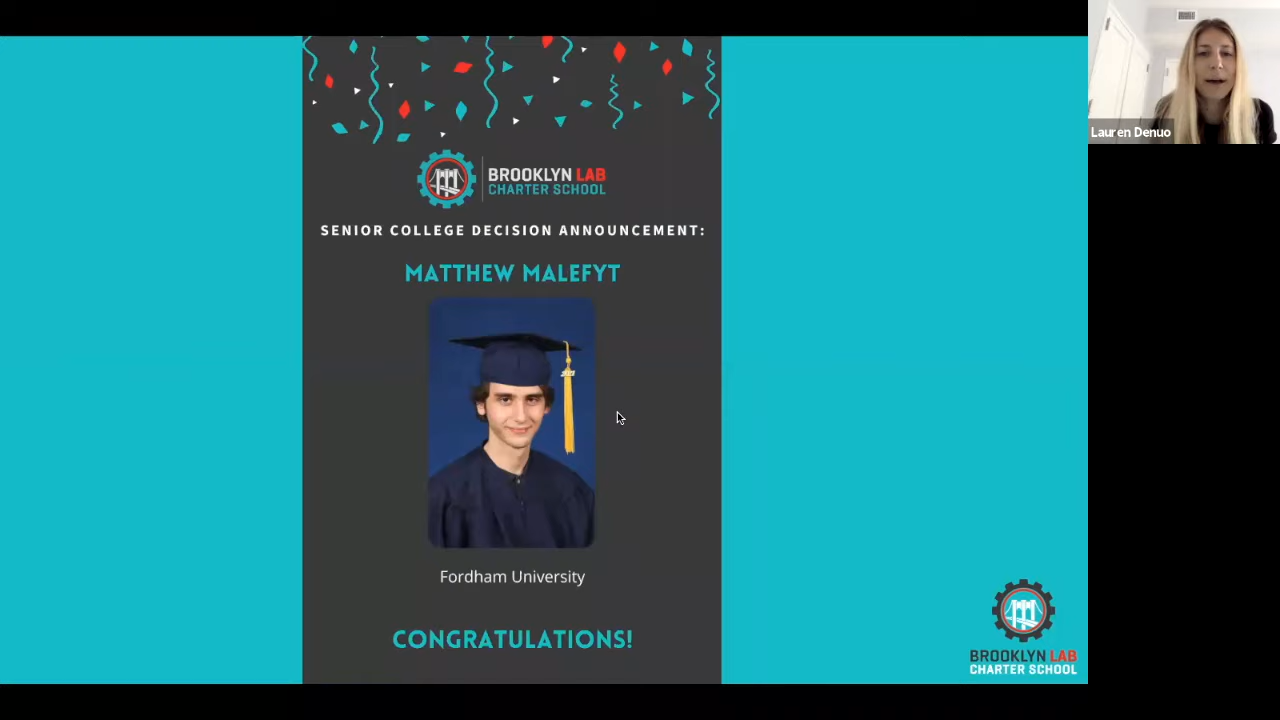 BROOKLYN LAB
CHARTER SCHOOL
SENIOR COLLEGE DECISION ANNOUNCEMENT:
MATTHEW MALEFYT
Fordham University
CONGRATULATIONS!
BROOKLYN LAB
CHARTER SCHOOL
Lauren Denuo